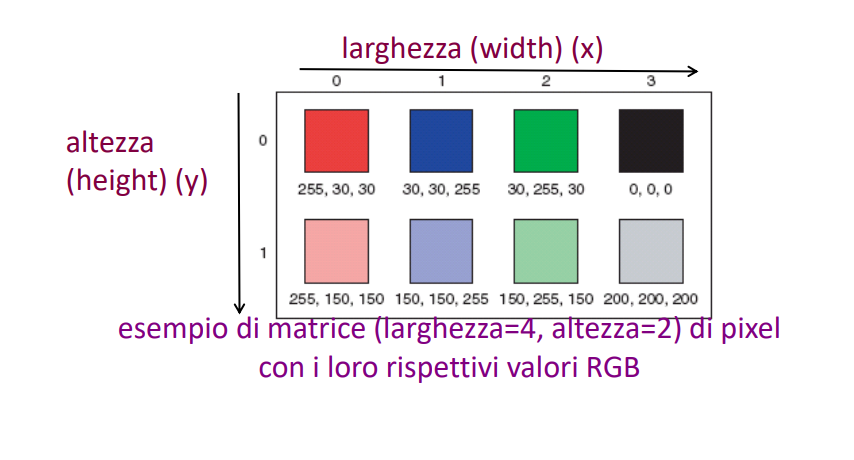 larghezza (width) (x)
0 1 2 3
altezza
(height) (y)
0
255, 30, 30 30, 30, 255 30, 255, 30 0, 0, 0
1
255, 150, 150 150, 150, 255 150, 255, 150 200, 200, 200
esempio di matrice (larghezza=4, altezza=2) di pixel
con i loro rispettivi valori RGB